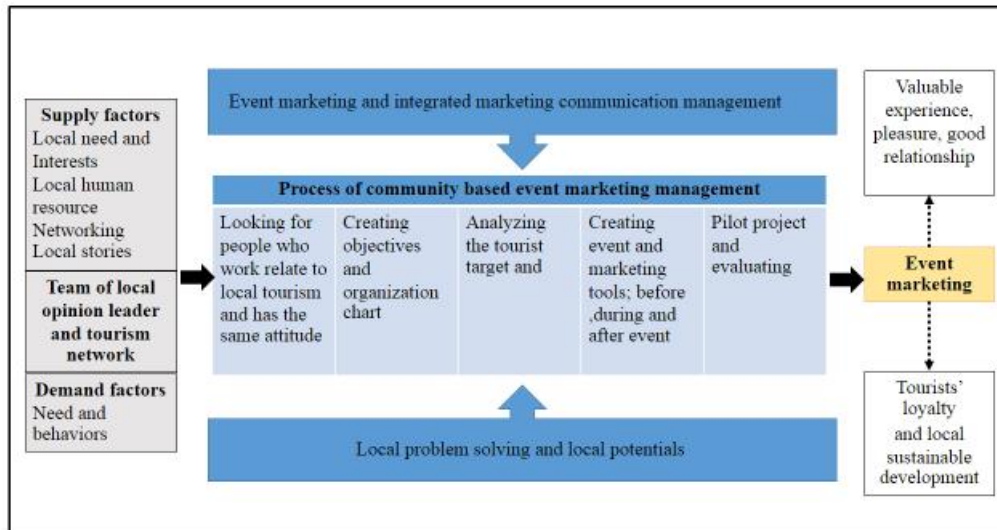 Supply factors
Local need and
Interests
Local human
resource
Networking
Local stories
Team of local
opinion leader
and tourism
network
Demand factors
Need and
behaviors
Event marketing and integrated marketing communication management
Process of community based event marketing management
Looking for
people who
work relate to
local tourism
and has the
same attitude
Creating
objectives
and
organization
chart
Analyzing
the tourist
target and
Creating
event and
marketing
tools; before
,during and
after event
Pilot project
and
evaluating
Local problem solving and local potentials
Valuable
experience,
pleasure, good
relationship
Event
marketing
Tourists’
loyalty
and local
sustainable
development